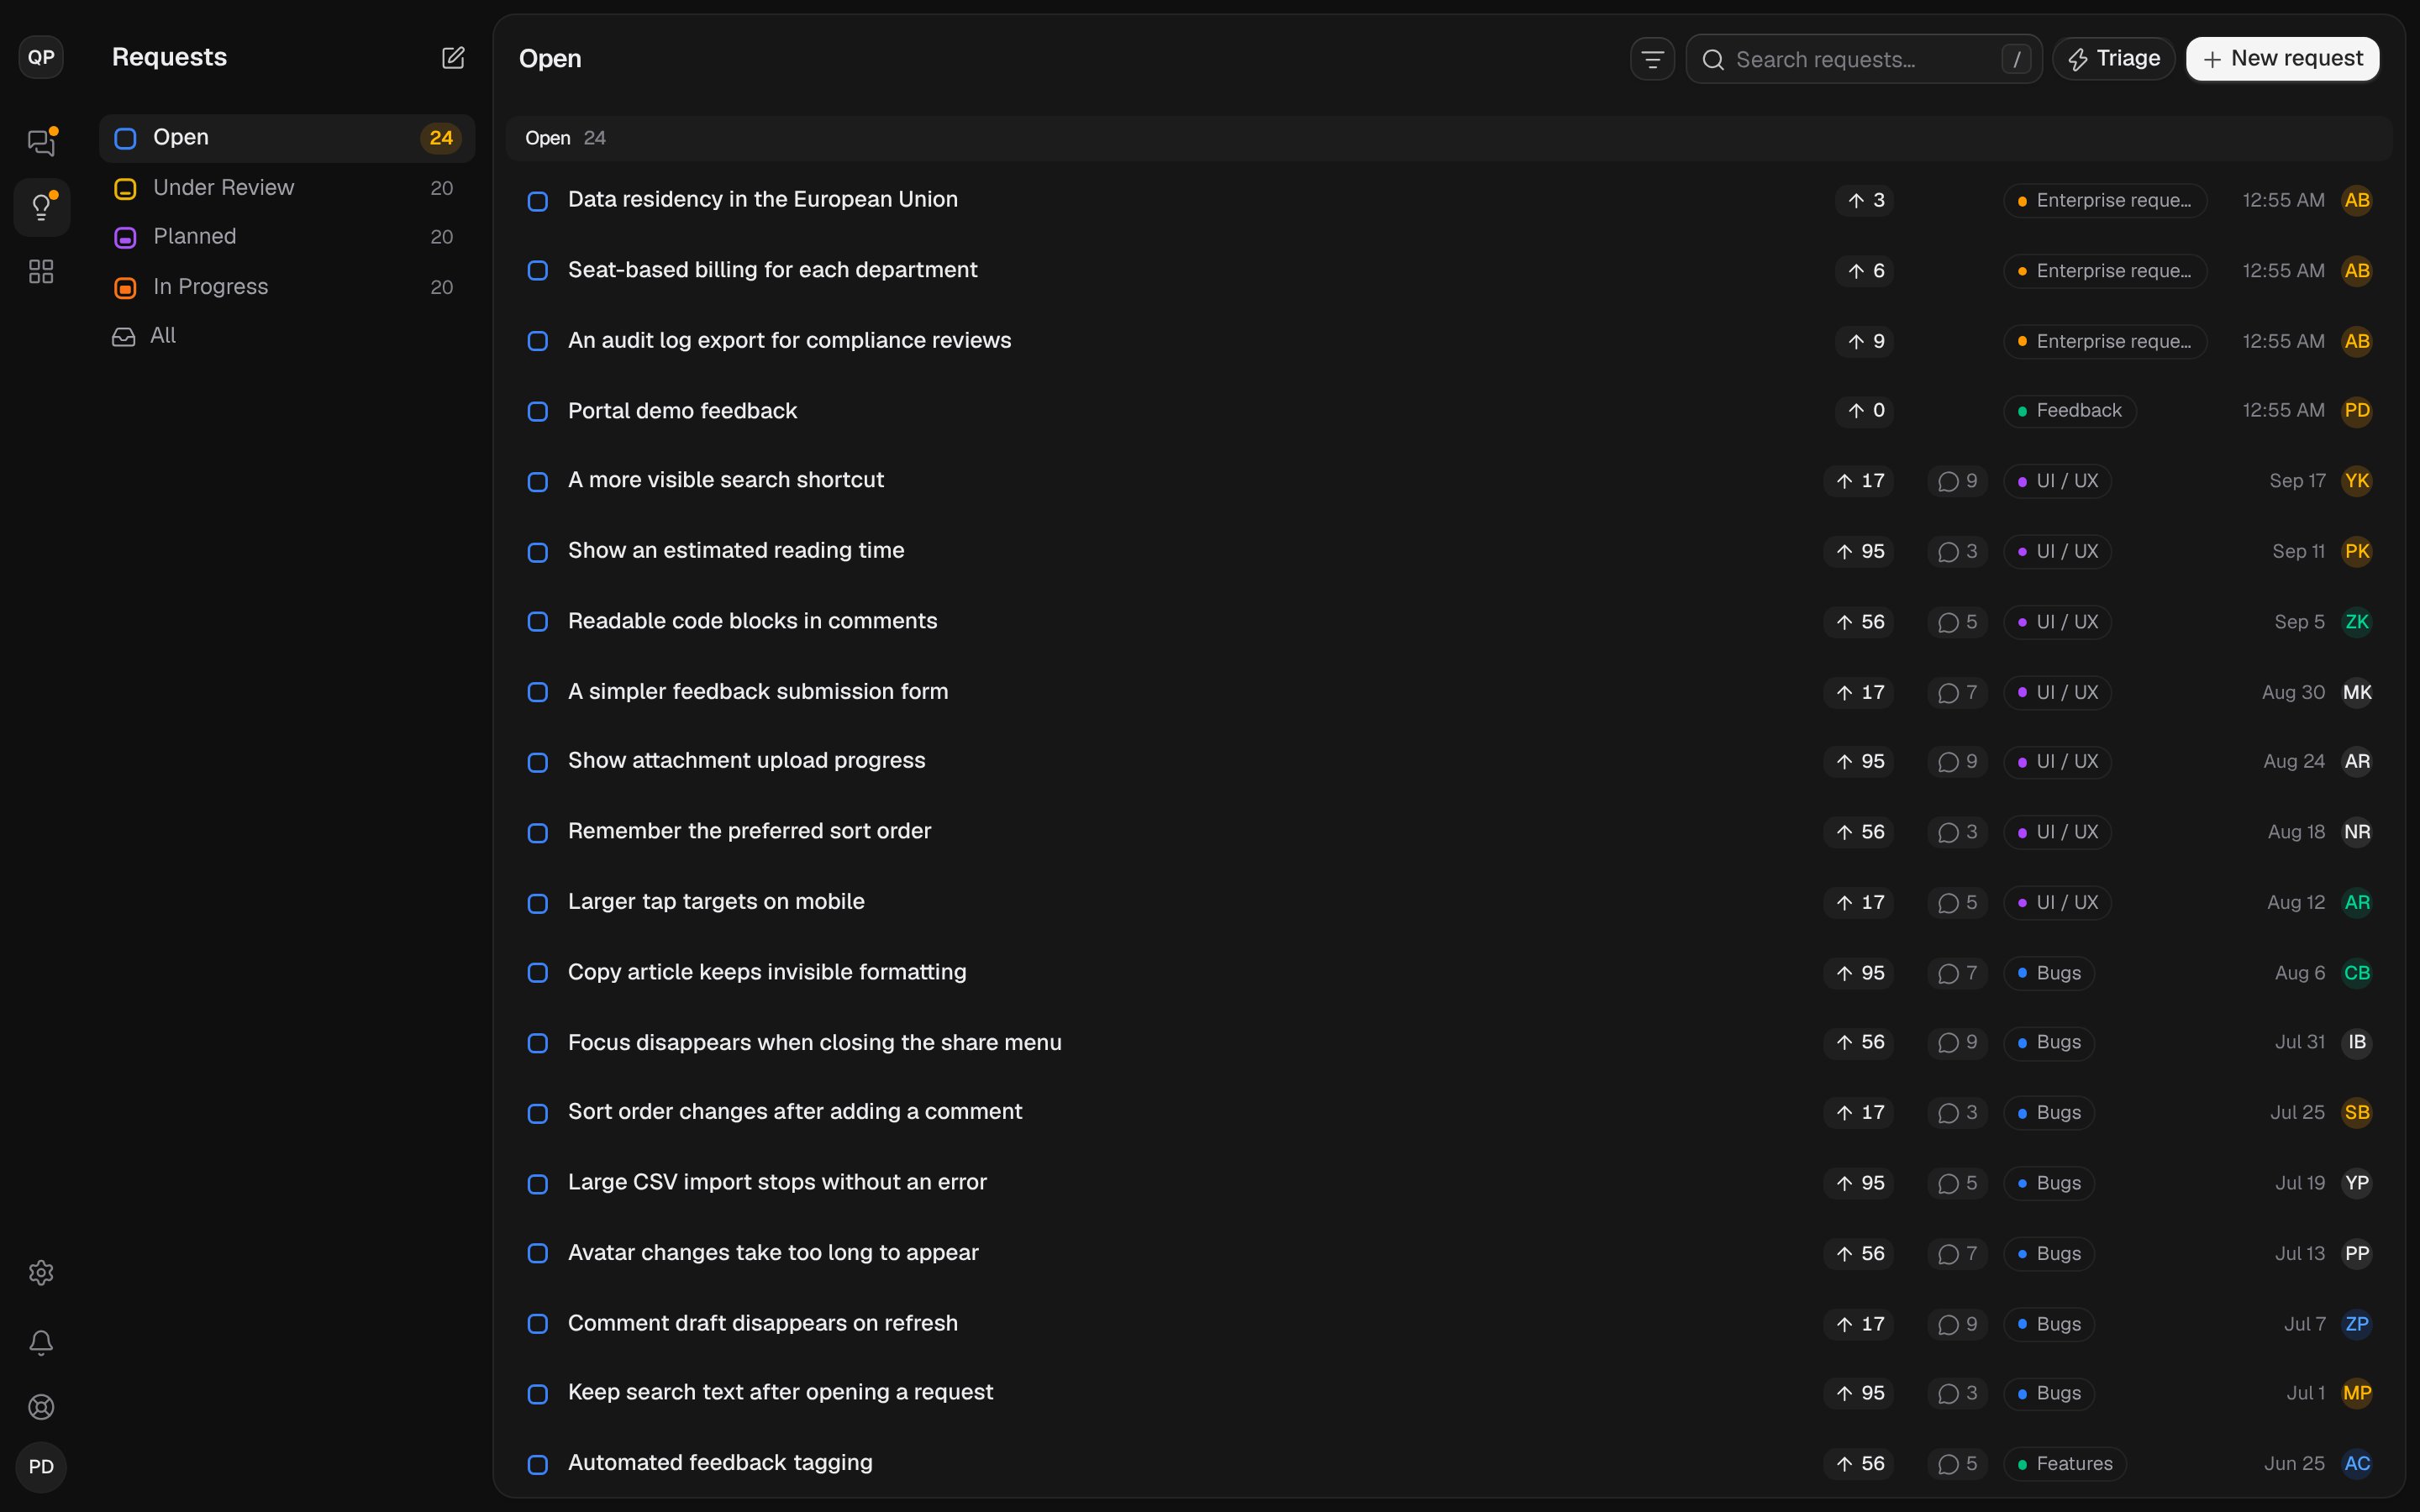 QP
Requests
Open 24
Under Review 20
Planned 20
In Progress 20
All
PD
Open
Search requests... /
Triage
New request
Open 24
Data residency in the European Union 3 Enterprise reque... 12:55 AM AB
Seat-based billing for each department 6 Enterprise reque... 12:55 AM AB
An audit log export for compliance reviews 9 Enterprise reque... 12:55 AM AB
Portal demo feedback 0 Feedback 12:55 AM PD
A more visible search shortcut 17 9 UI / UX Sep 17 YK
Show an estimated reading time 95 3 UI / UX Sep 11 PK
Readable code blocks in comments 56 5 UI / UX Sep 5 ZK
A simpler feedback submission form 17 7 UI / UX Aug 30 MK
Show attachment upload progress 95 9 UI / UX Aug 24 AR
Remember the preferred sort order 56 3 UI / UX Aug 18 NR
Larger tap targets on mobile 17 5 UI / UX Aug 12 AR
Copy article keeps invisible formatting 95 7 Bugs Aug 6 CB
Focus disappears when closing the share menu 56 9 Bugs Jul 31 IB
Sort order changes after adding a comment 17 3 Bugs Jul 25 SB
Large CSV import stops without an error 95 5 Bugs Jul 19 YP
Avatar changes take too long to appear 56 7 Bugs Jul 13 PP
Comment draft disappears on refresh 17 9 Bugs Jul 7 ZP
Keep search text after opening a request 95 3 Bugs Jul 1 MP
Automated feedback tagging 56 5 Features Jun 25 AC